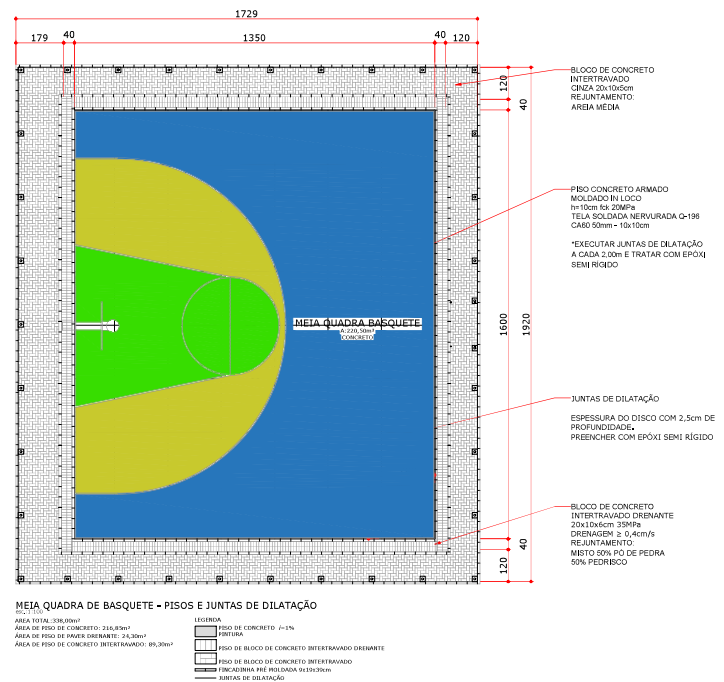 1729
179
40
1350
40
120
120
40
1600
1920
40
120
BLOCO DE CONCRETO
INTERTRAVADO
CINZA 20x10x5cm
REJUNTAMENTO:
AREIA MÉDIA
PISO CONCRETO ARMADO
MOLDADO IN LOCO
h=10cm fck 20MPa
TELA SOLDADA NERVURADA Q-196
CA60 50mm - 10x10cm
*EXECUTAR JUNTAS DE DILATAÇÃO
A CADA 2,00m E TRATAR COM EPÓXI
SEMI RÍGIDO
MEIA QUADRA BASQUETE
A:220,50m²
CONCRETO
JUNTAS DE DILATAÇÃO
ESPESSURA DO DISCO COM 2,5cm DE
PROFUNDIDADE.
PREENCHER COM EPÓXI SEMI RÍGIDO
BLOCO DE CONCRETO
INTERTRAVADO DRENANTE
20x10x6cm 35MPa
DRENAGEM ≥ 0,4cm/s
REJUNTAMENTO:
MISTO 50% PÓ DE PEDRA
50% PEDRISCO
MEIA QUADRA DE BASQUETE - PISOS E JUNTAS DE DILATAÇÃO
esc. 1:100
ÁREA TOTAL:338,00m²
ÁREA DE PISO DE CONCRETO: 216,85m²
ÁREA DE PISO DE PAVER DRENANTE: 24,30m²
ÁREA DE PISO DE CONCRETO INTERTRAVADO: 89,30m²
LEGENDA
PISO DE CONCRETO i=1%
PINTURA
PISO DE BLOCO DE CONCRETO INTERTRAVADO DRENANTE
PISO DE BLOCO DE CONCRETO INTERTRAVADO
FINCADINHA PRÉ MOLDADA 9x19x39cm
JUNTAS DE DILATAÇÃO